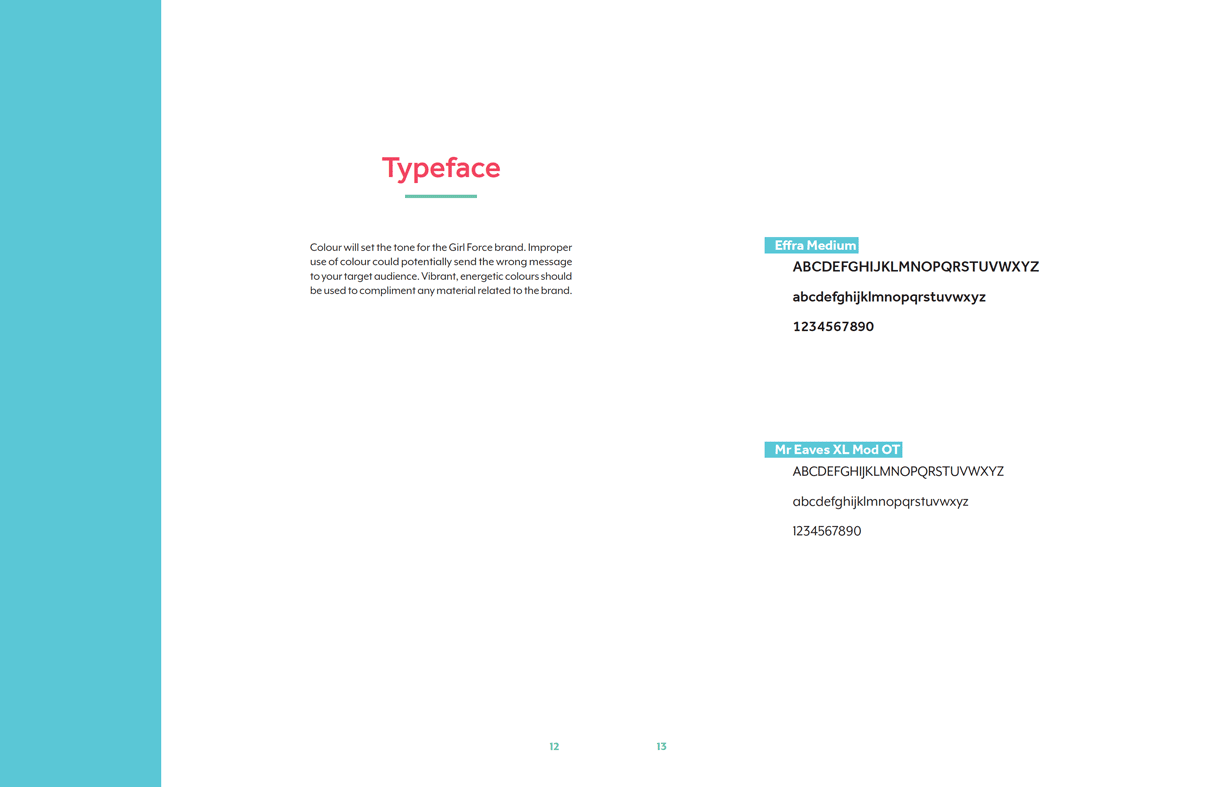 Typeface
Colour will set the tone for the Girl Force brand. Improper
use of colour could potentially send the wrong message
to your target audience. Vibrant, energetic colours should
be used to compliment any material related to the brand.
12
Effra Medium
ABCDEFGHIJKLMNOPQRSTUVWXYZ
abcdefghijklmnopqrstuvwxyz
1234567890
Mr Eaves XL Mod OT
ABCDEFGHIJKLMNOPQRSTUVWXYZ
abcdefghijklmnopqrstuvwxyz
1234567890
13